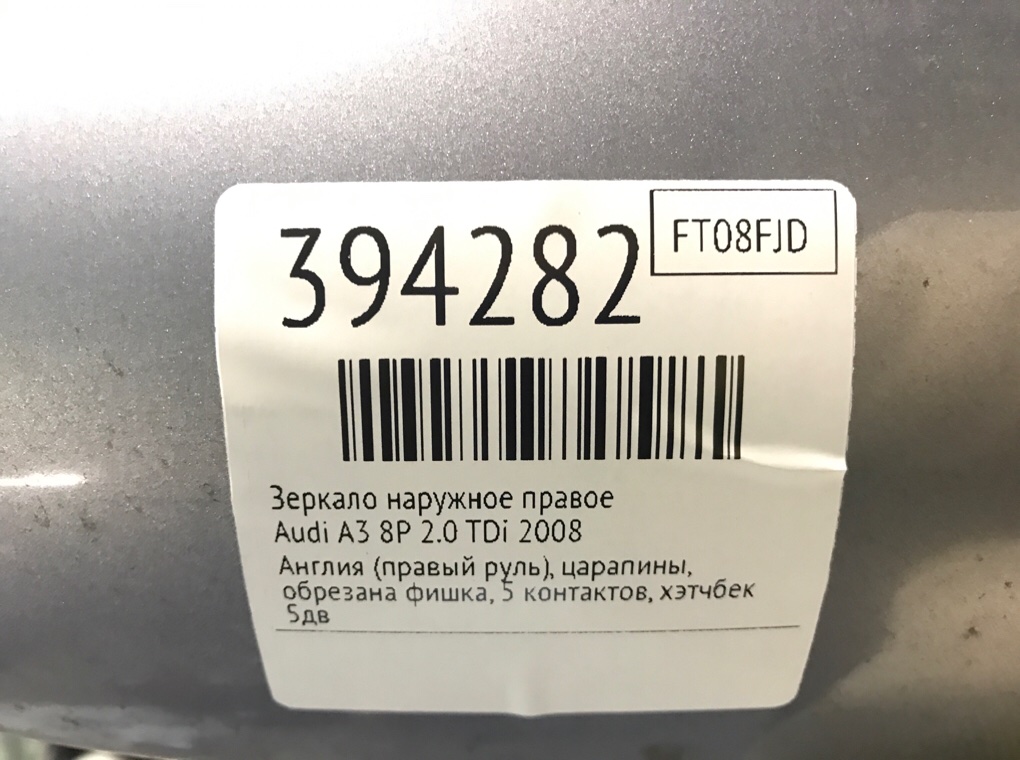 394282
FT08FJD
Зеркало наружное правое
Audi A3 8P 2.0 TDi 2008
Англия (правый руль), царапины,
обрезана фишка, 5 контактов, хэтчбек
5дв